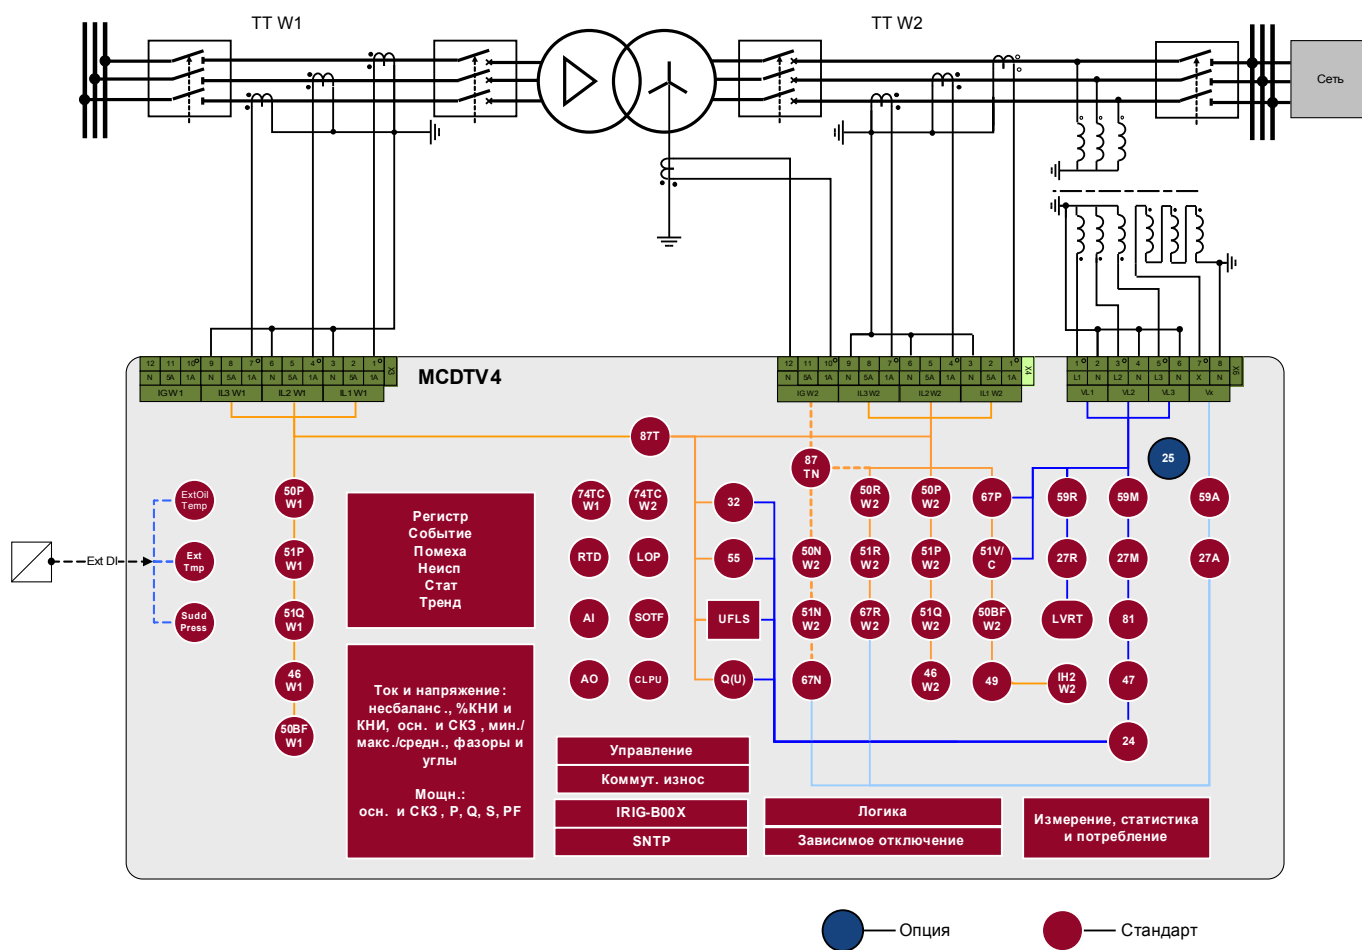 ТТ W1
ТТ W2
Сеть
12 11 10 9 8 7 6 5 4 3 2 1
N 5A 1A N 5A 1A N 5A 1A N 5A 1A
IG W1 IL3 W1 IL2 W1 IL1 W1
MCDTV4
12 11 10 9 8 7 6 5 4 3 2 1
X4
N 5A 1A N 5A 1A N 5A 1A N 5A 1A
IG W2 IL3 W2 IL2 W2 IL1 W2
1 2 3 4 5 6 7 8
X6
L1 N L2 N L3 N X N
VL1 VL2 VL3 Vx
87T
87
TN
25
ExtOil
Temp
50P
W1
74TC
W1
74TC
W2
32
50R
W2
50P
W2
67P
59R
59M
59A
Ext DI
Ext
Tmp
51P
W1
RTD
LOP
55
50N
W2
51R
W2
51P
W2
51V/
C
27R
27M
27A
Sudd
Press
51Q
W1
AI
SOTF
UFLS
51N
W2
67R
W2
51Q
W2
50BF
W2
LVRT
81
46
W1
AO
CLPU
Q(U)
67N
46
W2
49
IH2
W2
47
50BF
W1
24
Регистр
Событие
Помеха
Неисп
Стат
Тренд
Ток и напряжение:
несбаланс., %КНИ и
КНИ, осн. и СКЗ, мин./
макс./средн., фазоры и
углы
Мощн.:
осн. и СКЗ, P, Q, S, PF
Управление
Коммут. износ
IRIG-B00X
SNTP
Логика
Зависимое отключение
Измерение, статистика
и потребление
Опция
Стандарт